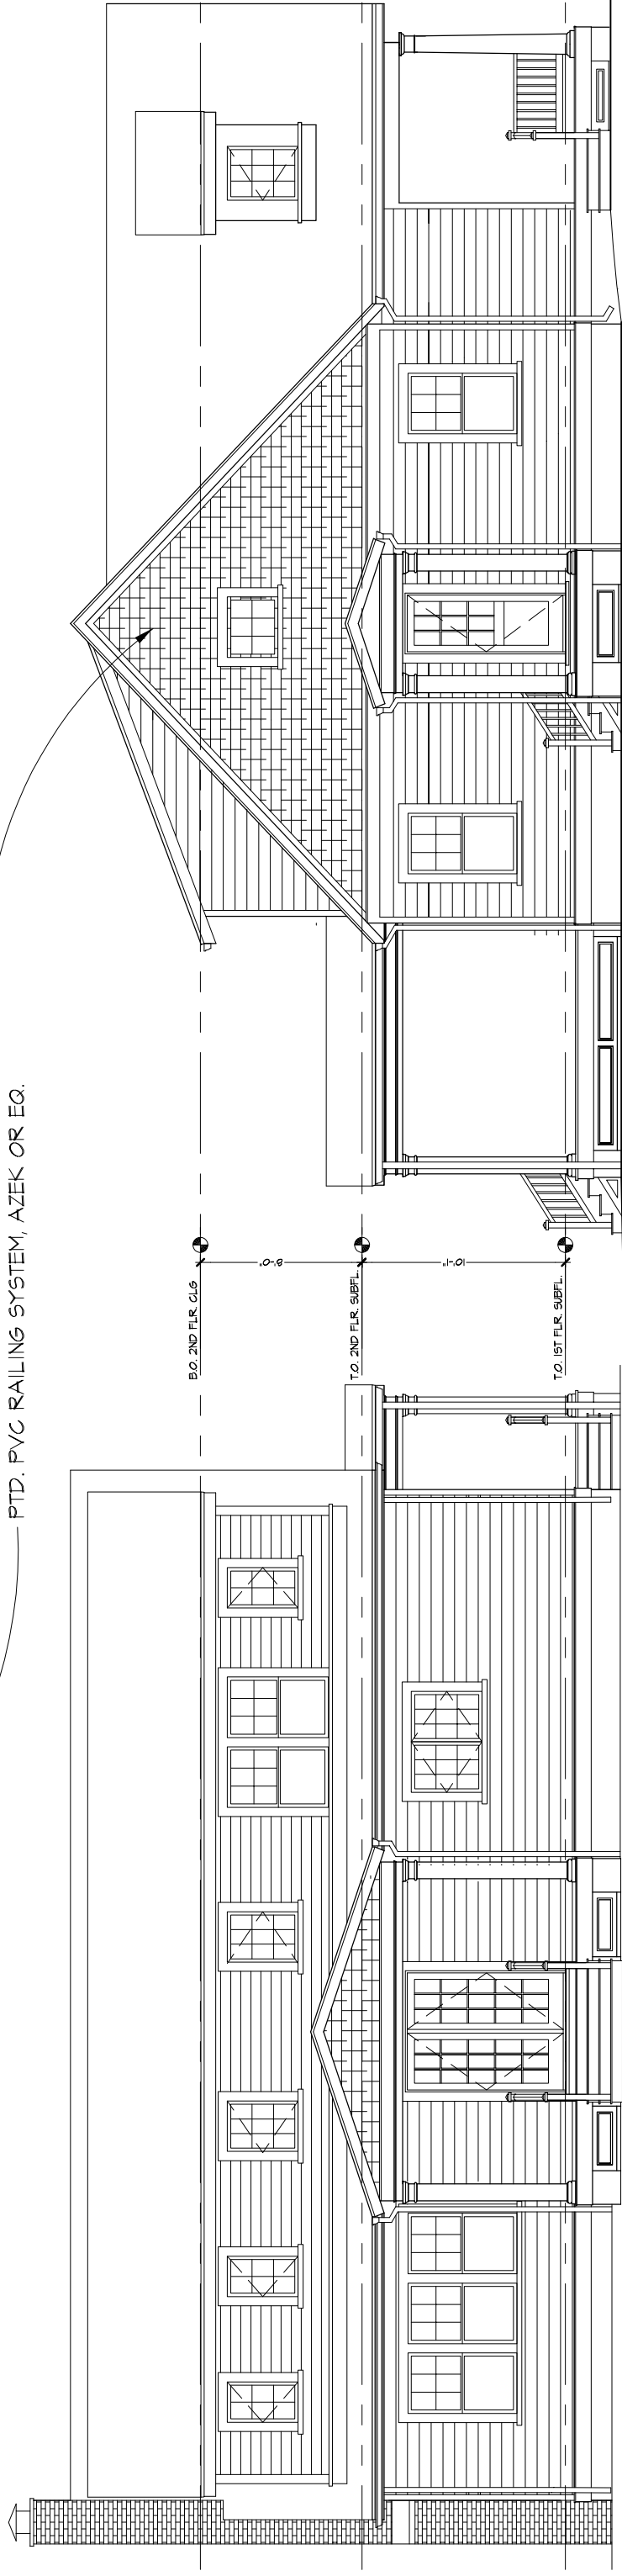 PTD. PVC RAILING SYSTEM, AZEK OR EQ.
B.O. 2ND FLR. CLG
8'-0"
T.O. 2ND FLR. SUBFL.
10'-1"
T.O. 1ST FLR. SUBFL.